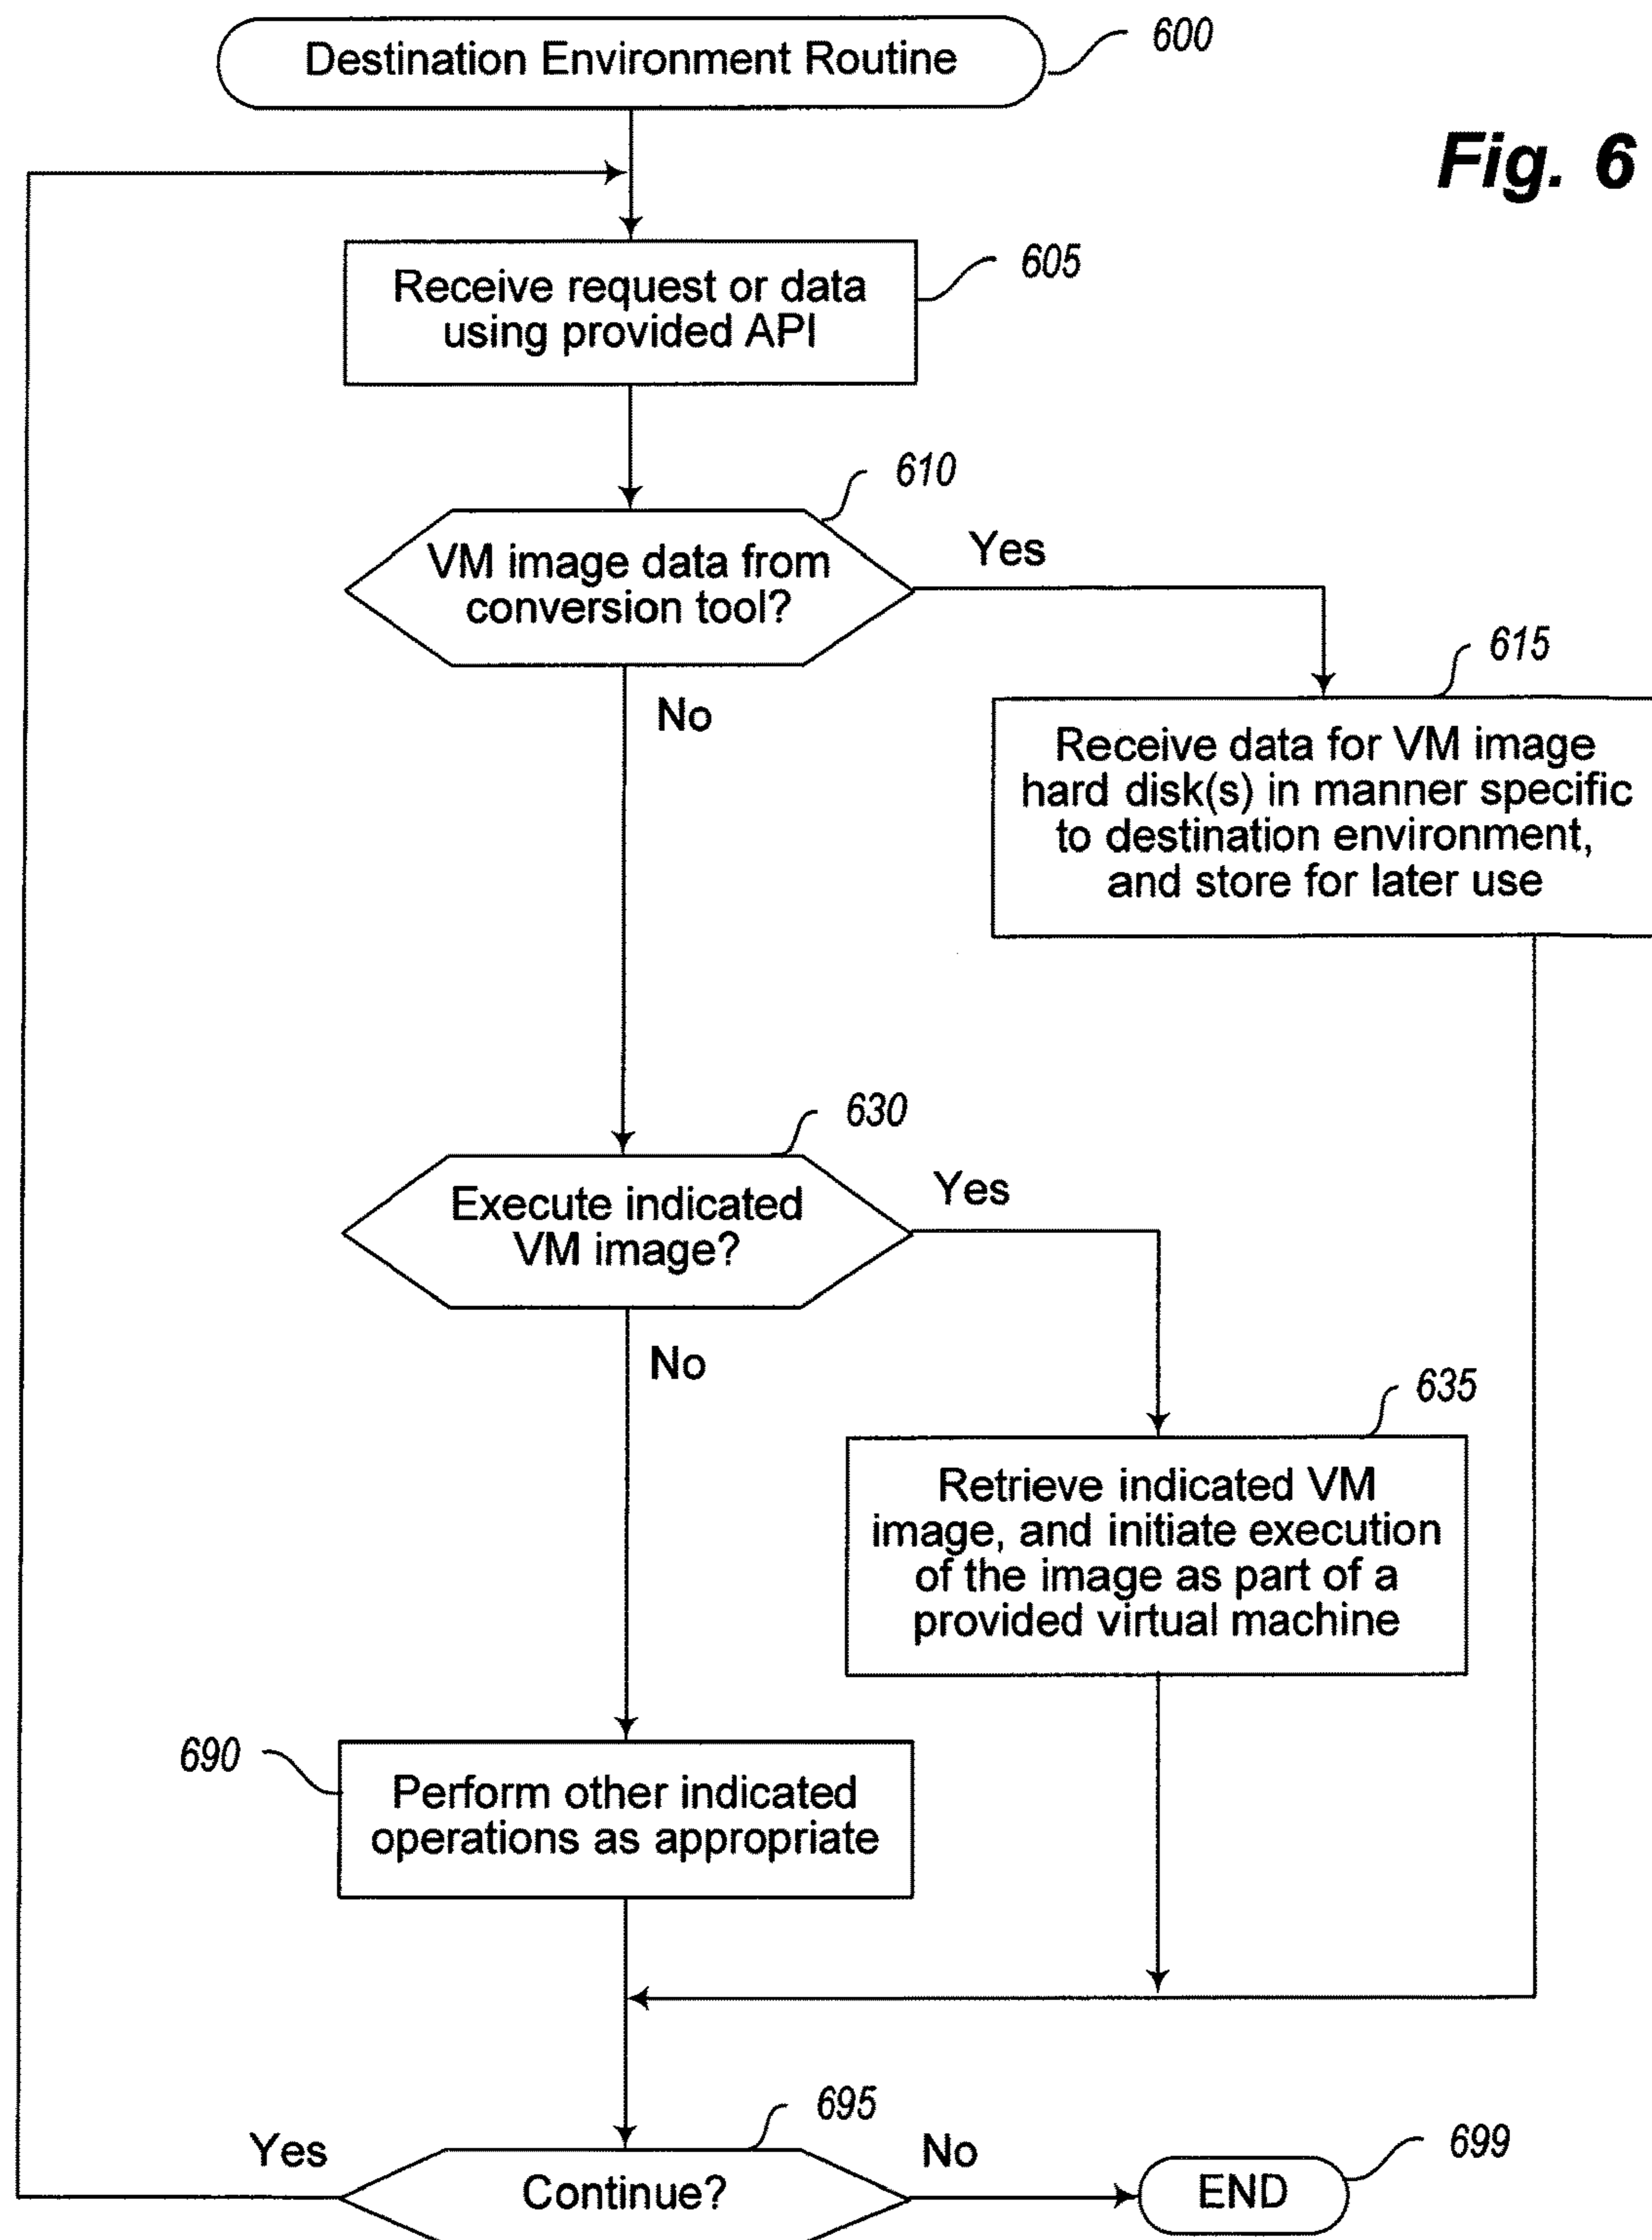 Destination Environment Routine
600
Fig. 6
Receive request or data
using provided API
605
VM image data from
conversion tool?
610
Yes
No
615
Receive data for VM image
hard disk(s) in manner specific
to destination environment,
and store for later use
630
Execute indicated
VM image?
Yes
No
635
Retrieve indicated VM
image, and initiate execution
of the image as part of a
provided virtual machine
690
Perform other indicated
operations as appropriate
695
Yes
Continue?
No
END
699